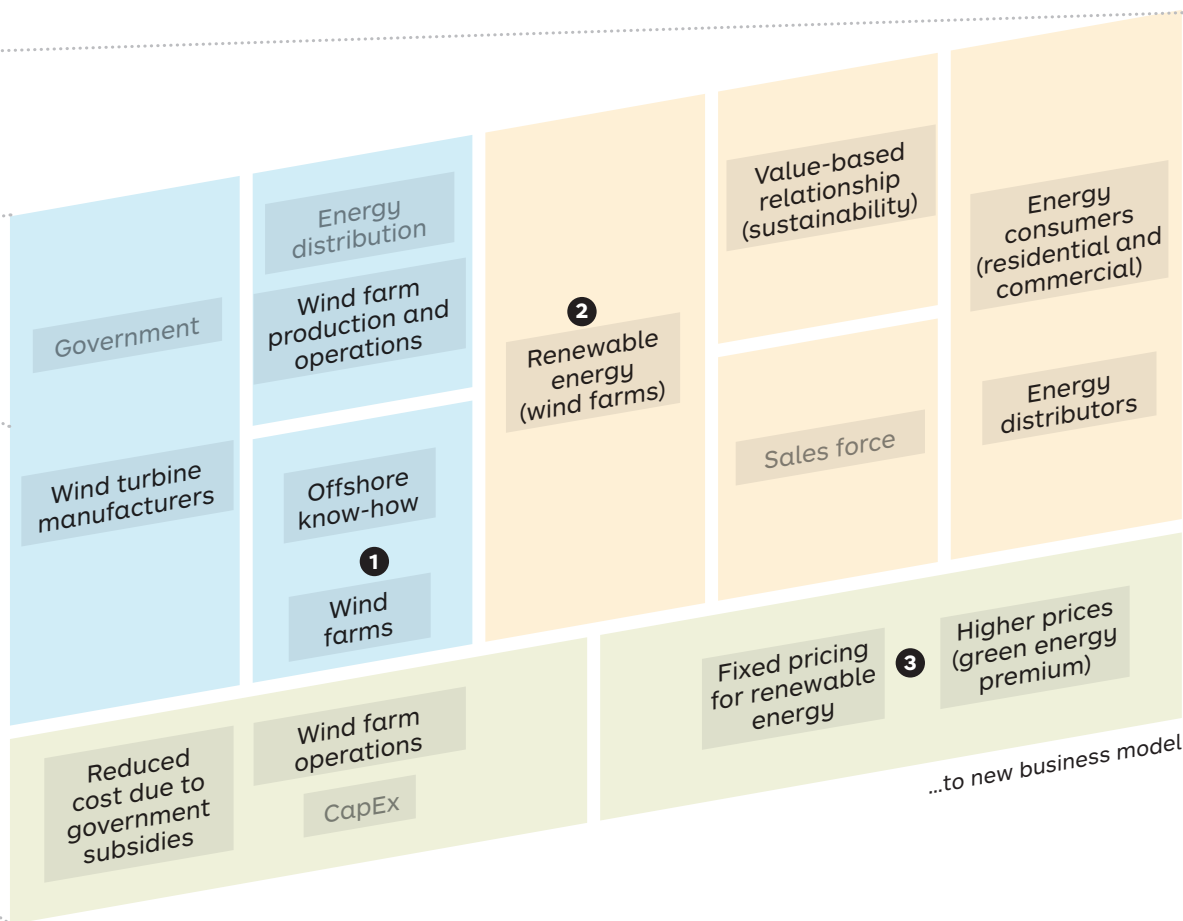 Government
Wind turbine
manufacturers
Energy
distribution
Wind farm
production and
operations
Offshore
know-how
1
Wind
farms
2
Renewable
energy
(wind farms)
Value-based
relationship
(sustainability)
Sales force
Energy
consumers
(residential and
commercial)
Energy
distributors
Reduced
cost due to
government
subsidies
Wind farm
operations
CapEx
Fixed pricing
for renewable
energy
3
Higher prices
(green energy
premium)
...to new business model